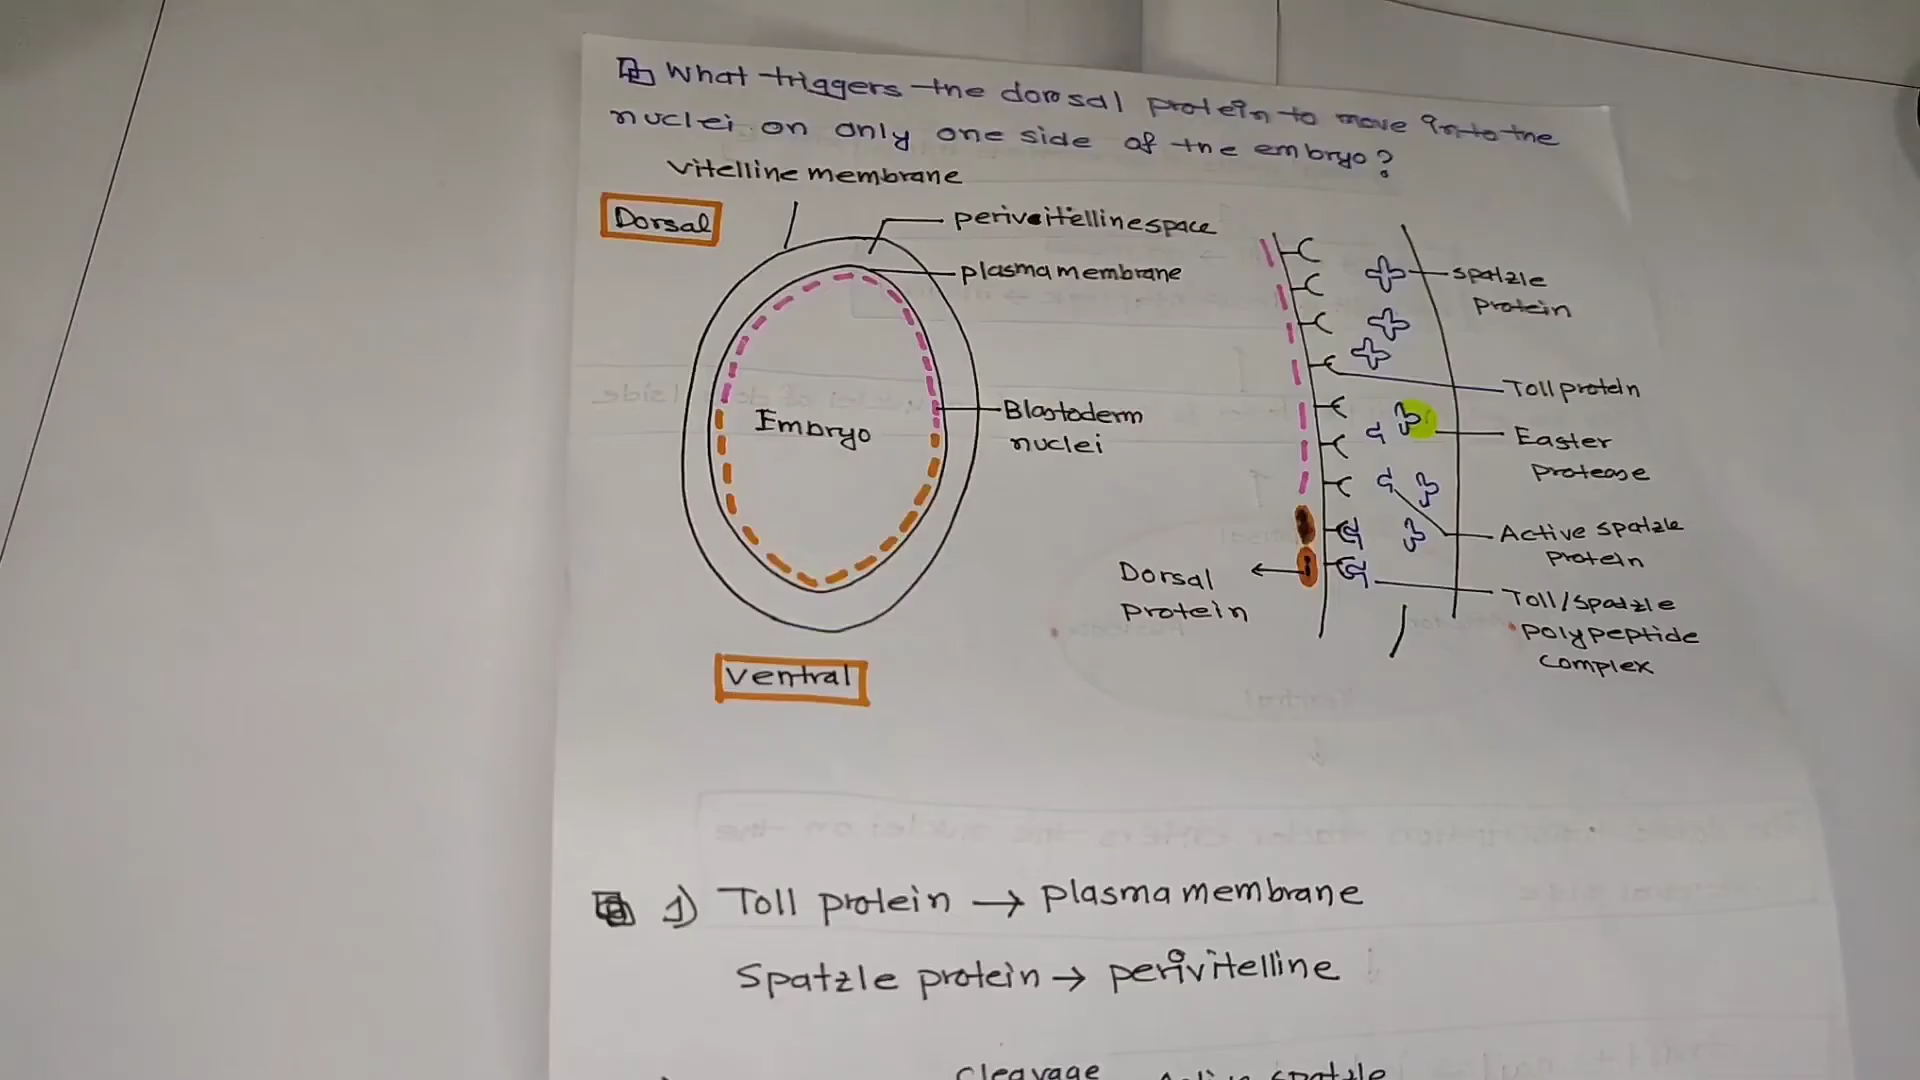 What triggers the dorsal protein to move into the
nuclei on only one side of the embryo?
Vitelline membrane
Dorsal
periveitelline space
plasma membrane
Embryo
Blastoderm
nuclei
Ventral
spatzle
protein
Toll protein
Easter
protease
Active spatzle
protein
Toll/spatzle
polypeptide
complex
Dorsal
protein
1) Toll protein → plasma membrane
Spatzle protein → perivitelline
cleavage